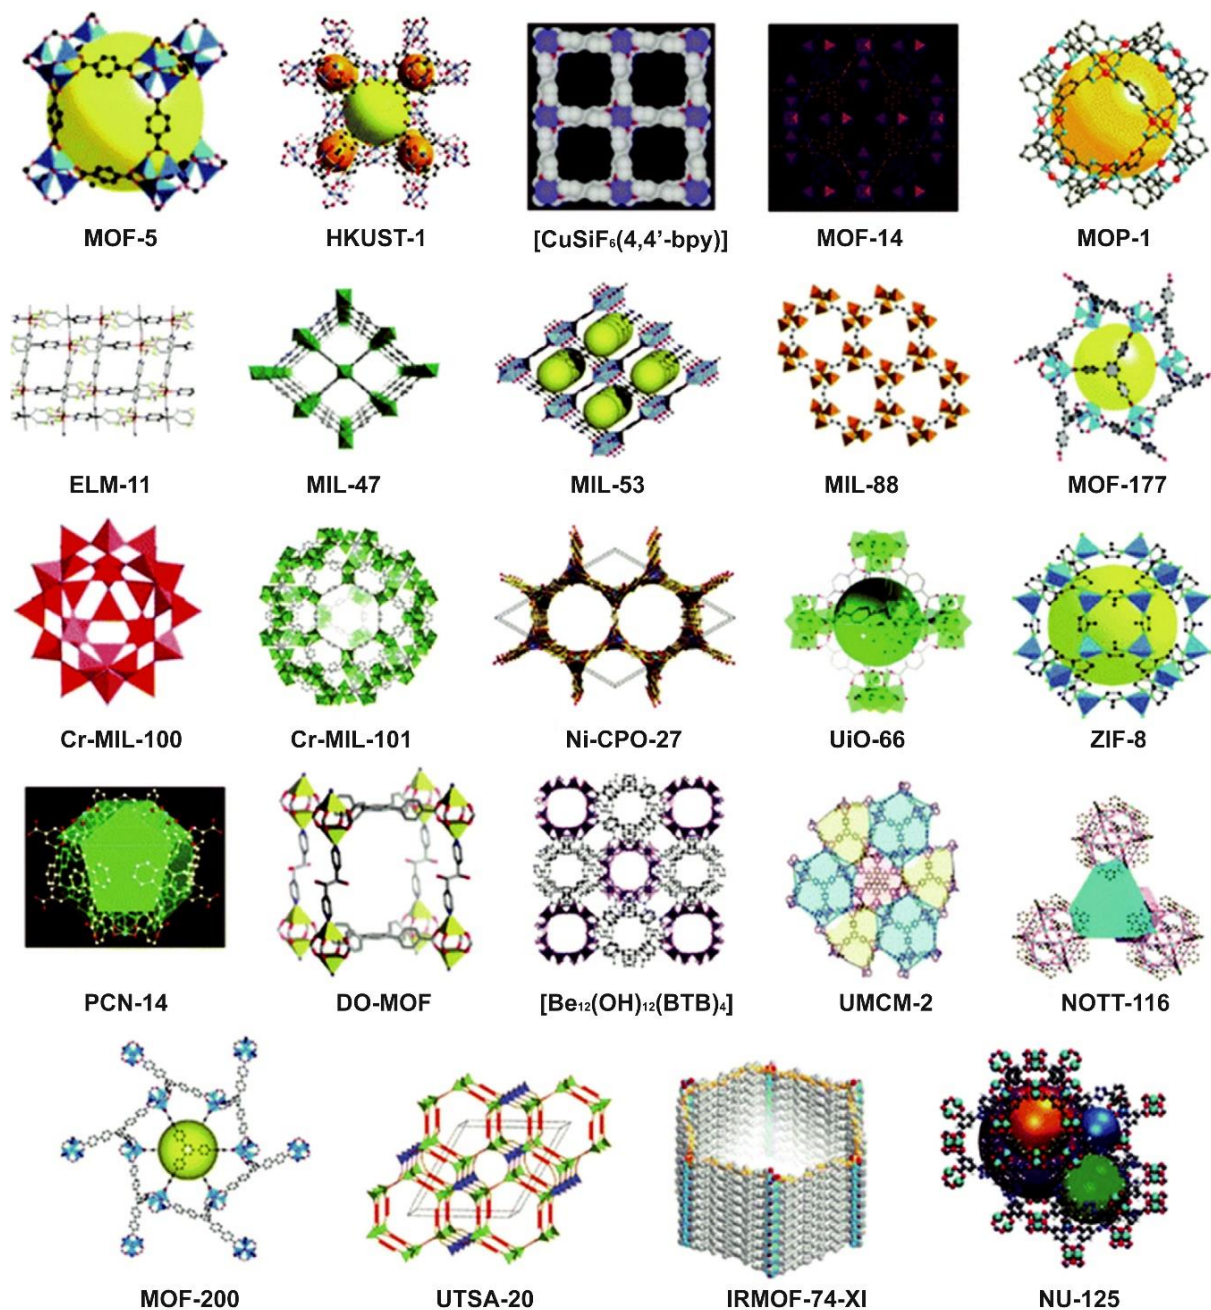 MOF-5 HKUST-1 [CuSiF₆(4,4’-bpy)] MOF-14 MOP-1
ELM-11 MIL-47 MIL-53 MIL-88 MOF-177
Cr-MIL-100 Cr-MIL-101 Ni-CPO-27 UiO-66 ZIF-8
PCN-14 DO-MOF [Be₁₂(OH)₁₂(BTB)₄] UMCM-2 NOTT-116
MOF-200 UTSA-20 IRMOF-74-XI NU-125